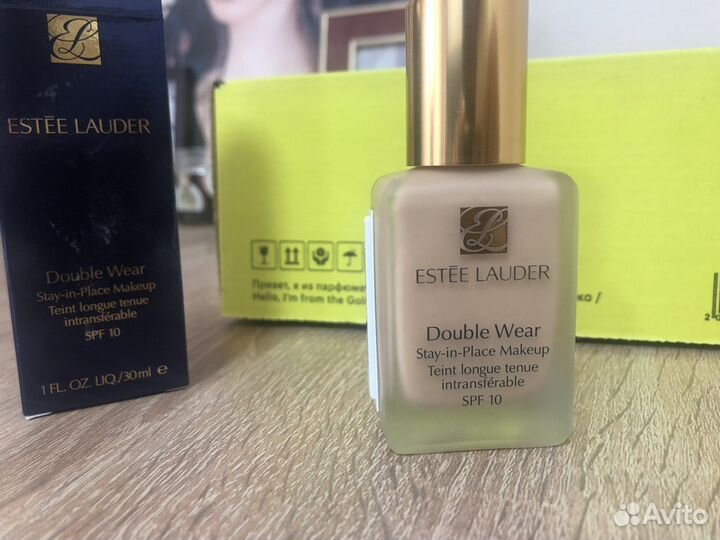 ESTĒE LAUDER
Double Wear
Stay-in-Place Makeup
Teint longue tenue
intransférable
SPF 10
1 FL. OZ. LIQ./30ml e
Привет, я из парфюме
Hello, I'm from the Gol
ESTĒE LAUDER
Double Wear
Stay-in-Place Makeup
Teint longue tenue
intransférable
SPF 10
ко /
Avito